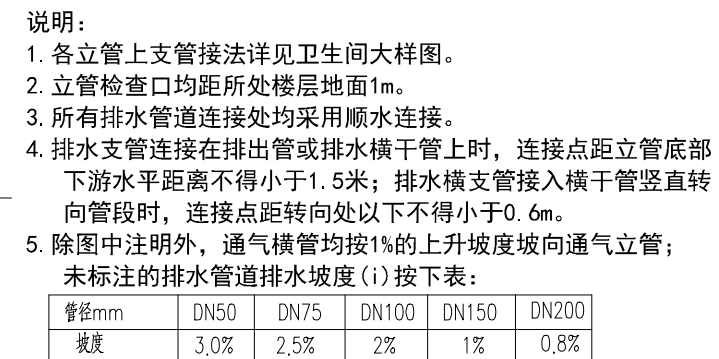 说明：
1. 各立管上支管接法详见卫生间大样图。
2. 立管检查口均距所处楼层地面1m。
3. 所有排水管道连接处均采用顺水连接。
4. 排水支管连接在排出管或排水横干管上时，连接点距立管底部
下游水平距离不得小于1.5米；排水横支管接入横干管竖直转
向管段时，连接点距转向处以下不得小于0.6m。
5. 除图中注明外，通气横管均按1%的上升坡度坡向通气立管；
未标注的排水管道排水坡度(i)按下表：
管径mm DN50 DN75 DN100 DN150 DN200
坡度 3.0% 2.5% 2% 1% 0.8%